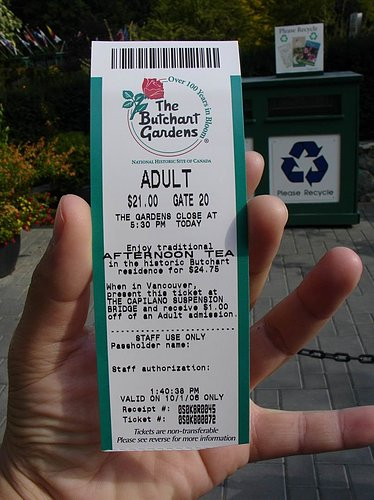 Please Recycle
Over 100 Years in Bloom
The
Butchart
Gardens®
NATIONAL HISTORIC SITE OF CANADA
ADULT
$21.00 GATE 20
THE GARDENS CLOSE AT
5:30 PM TODAY
Enjoy traditional
AFTERNOON TEA
in the historic Butchart
residence for $24.75
When in Vancouver,
present this ticket at
THE CAPILANO SUSPENSION
BRIDGE and receive $1.00
off of an Adult admission.
STAFF USE ONLY
Passholder name:
Staff authorization:
1:40:38 PM
VALID ON 10/1/08 ONLY
Receipt #:
Ticket #:
Tickets are non-transferable
Please see reverse for more information
Please Recycle